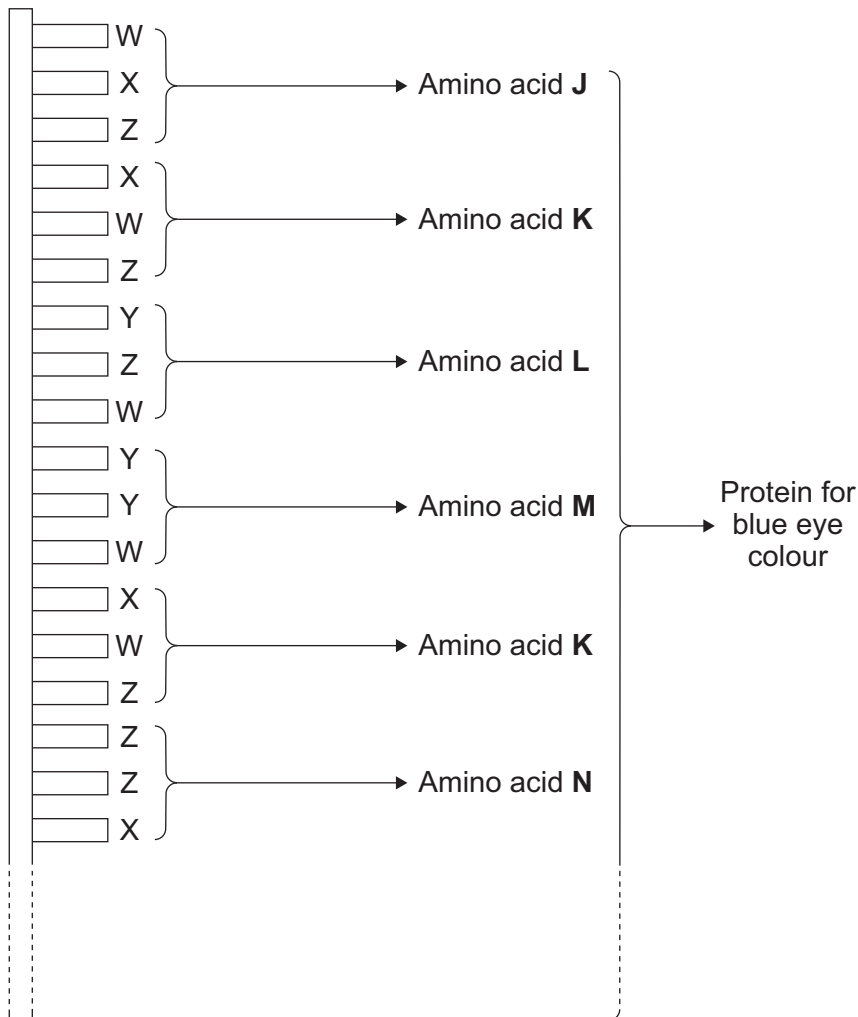 W
X Amino acid J
Z
X
W Amino acid K
Z
Y
Z Amino acid L
W
Y
Y Amino acid M
W
X
W Amino acid K
Z
Z
Z Amino acid N
X
Protein for
blue eye
colour